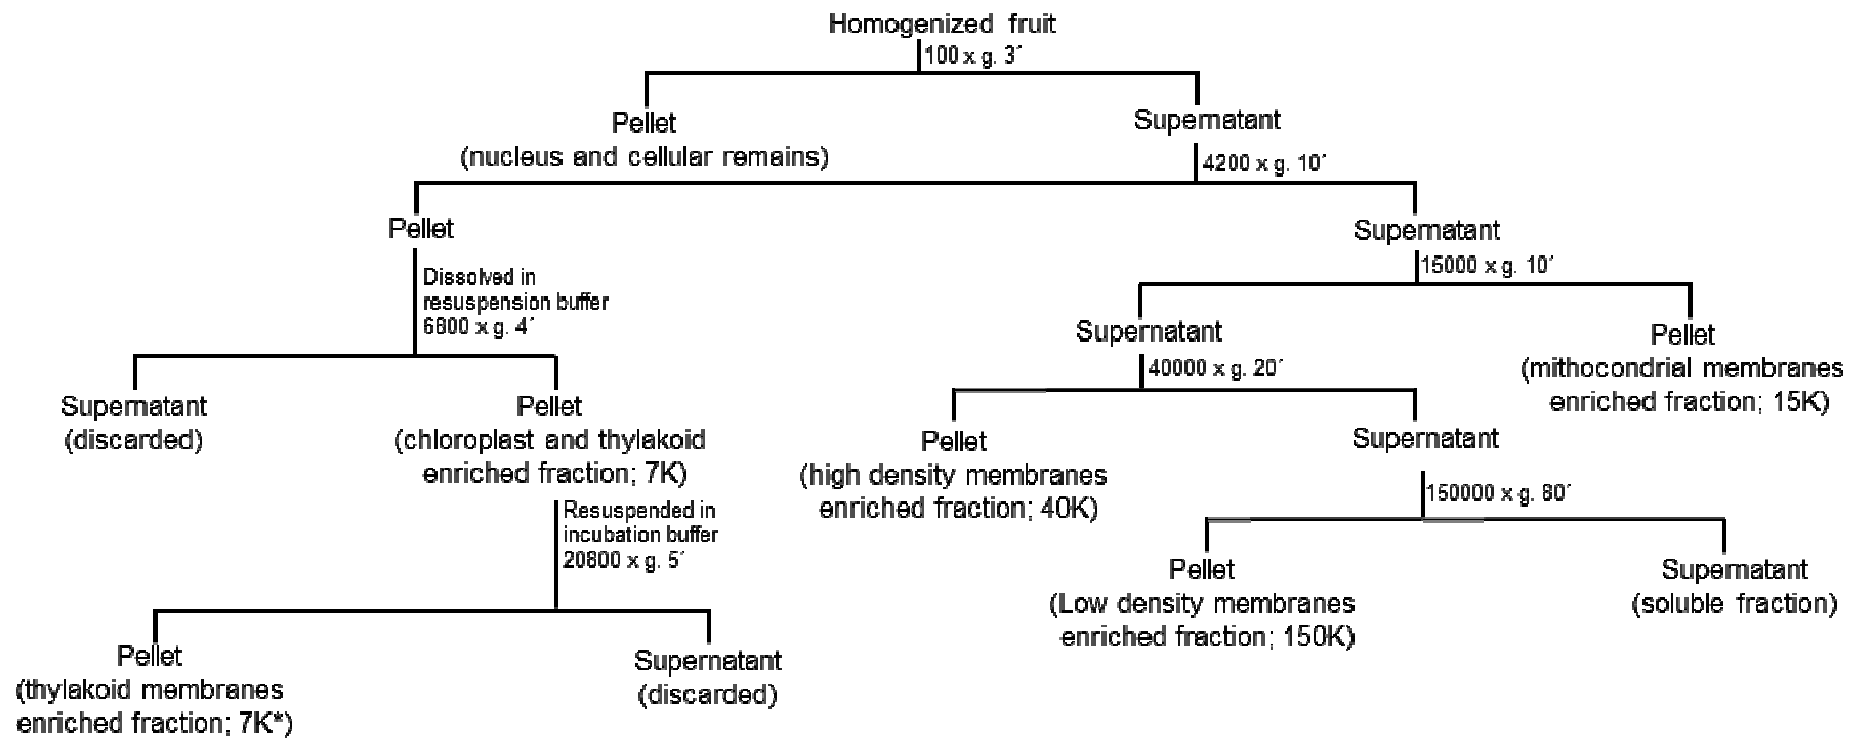 Homogenized fruit
100 x g. 3´
Pellet
(nucleus and cellular remains)
Supernatant
4200 x g. 10´
Pellet
Supernatant
Dissolved in
resuspension buffer
6800 x g. 4´
15000 x g. 10´
Supernatant
(discarded)
Pellet
(chloroplast and thylakoid
enriched fraction; 7K)
Supernatant
40000 x g. 20´
Pellet
(mithocondrial membranes
enriched fraction; 15K)
Pellet
(high density membranes
enriched fraction; 40K)
Supernatant
150000 x g. 80´
Resuspended in
incubation buffer
20800 x g. 5´
Pellet
(Low density membranes
enriched fraction; 150K)
Supernatant
(soluble fraction)
Pellet
(thylakoid membranes
enriched fraction; 7K*)
Supernatant
(discarded)